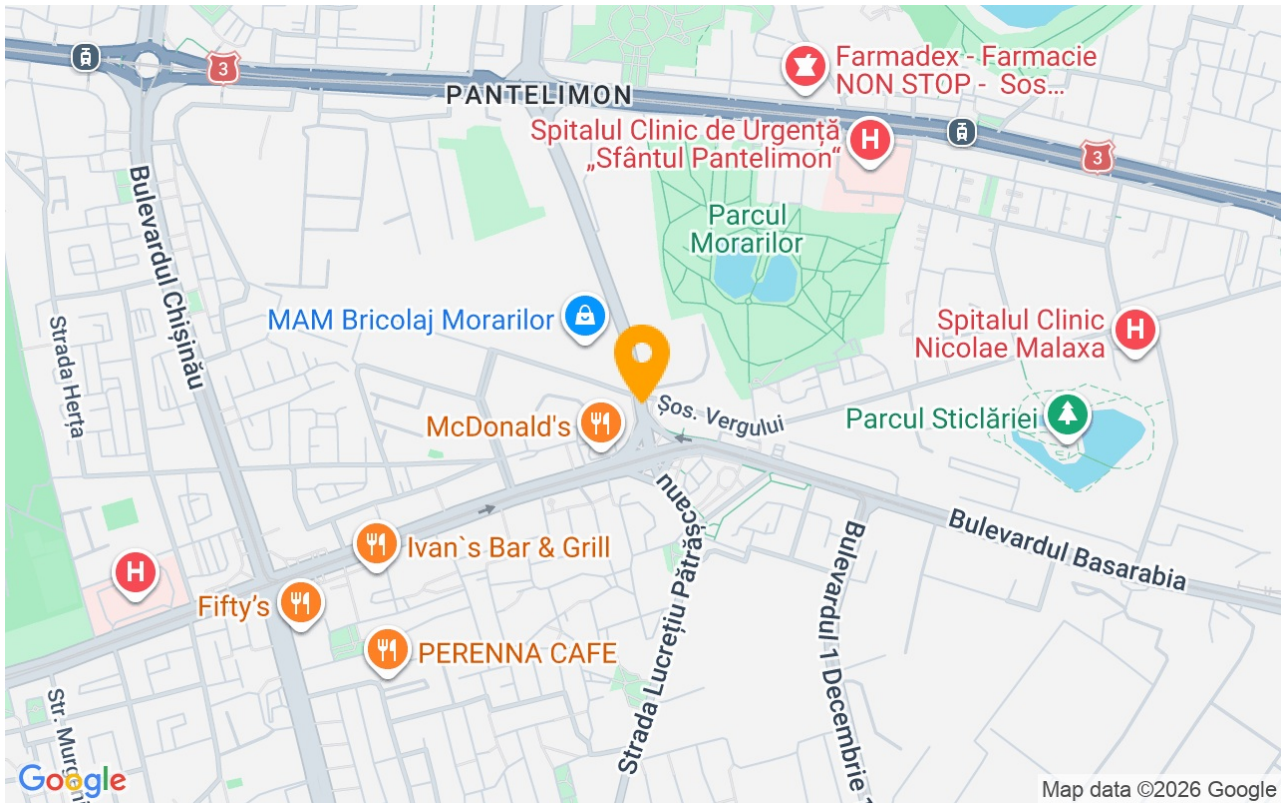 3
Farmadex - Farmacie
NON STOP - Sos...
PANTELIMON
Spitalul Clinic de Urgență
„Sfântul Pantelimon“
H
3
Bulevardul Chișinău
Parcul
Morarilor
Strada Herța
MAM Bricolaj Morarilor
Spitalul Clinic
Nicolae Malaxa
H
Șos. Vergului
McDonald's
Parcul Sticlăriei
Strada Lucrețiu Pătrășcanu
Bulevardul Basarabia
Bulevardul 1 Decembrie 1
Ivan`s Bar & Grill
H
Fifty’s
PERENNA CAFE
Google
Map data ©2026 Google